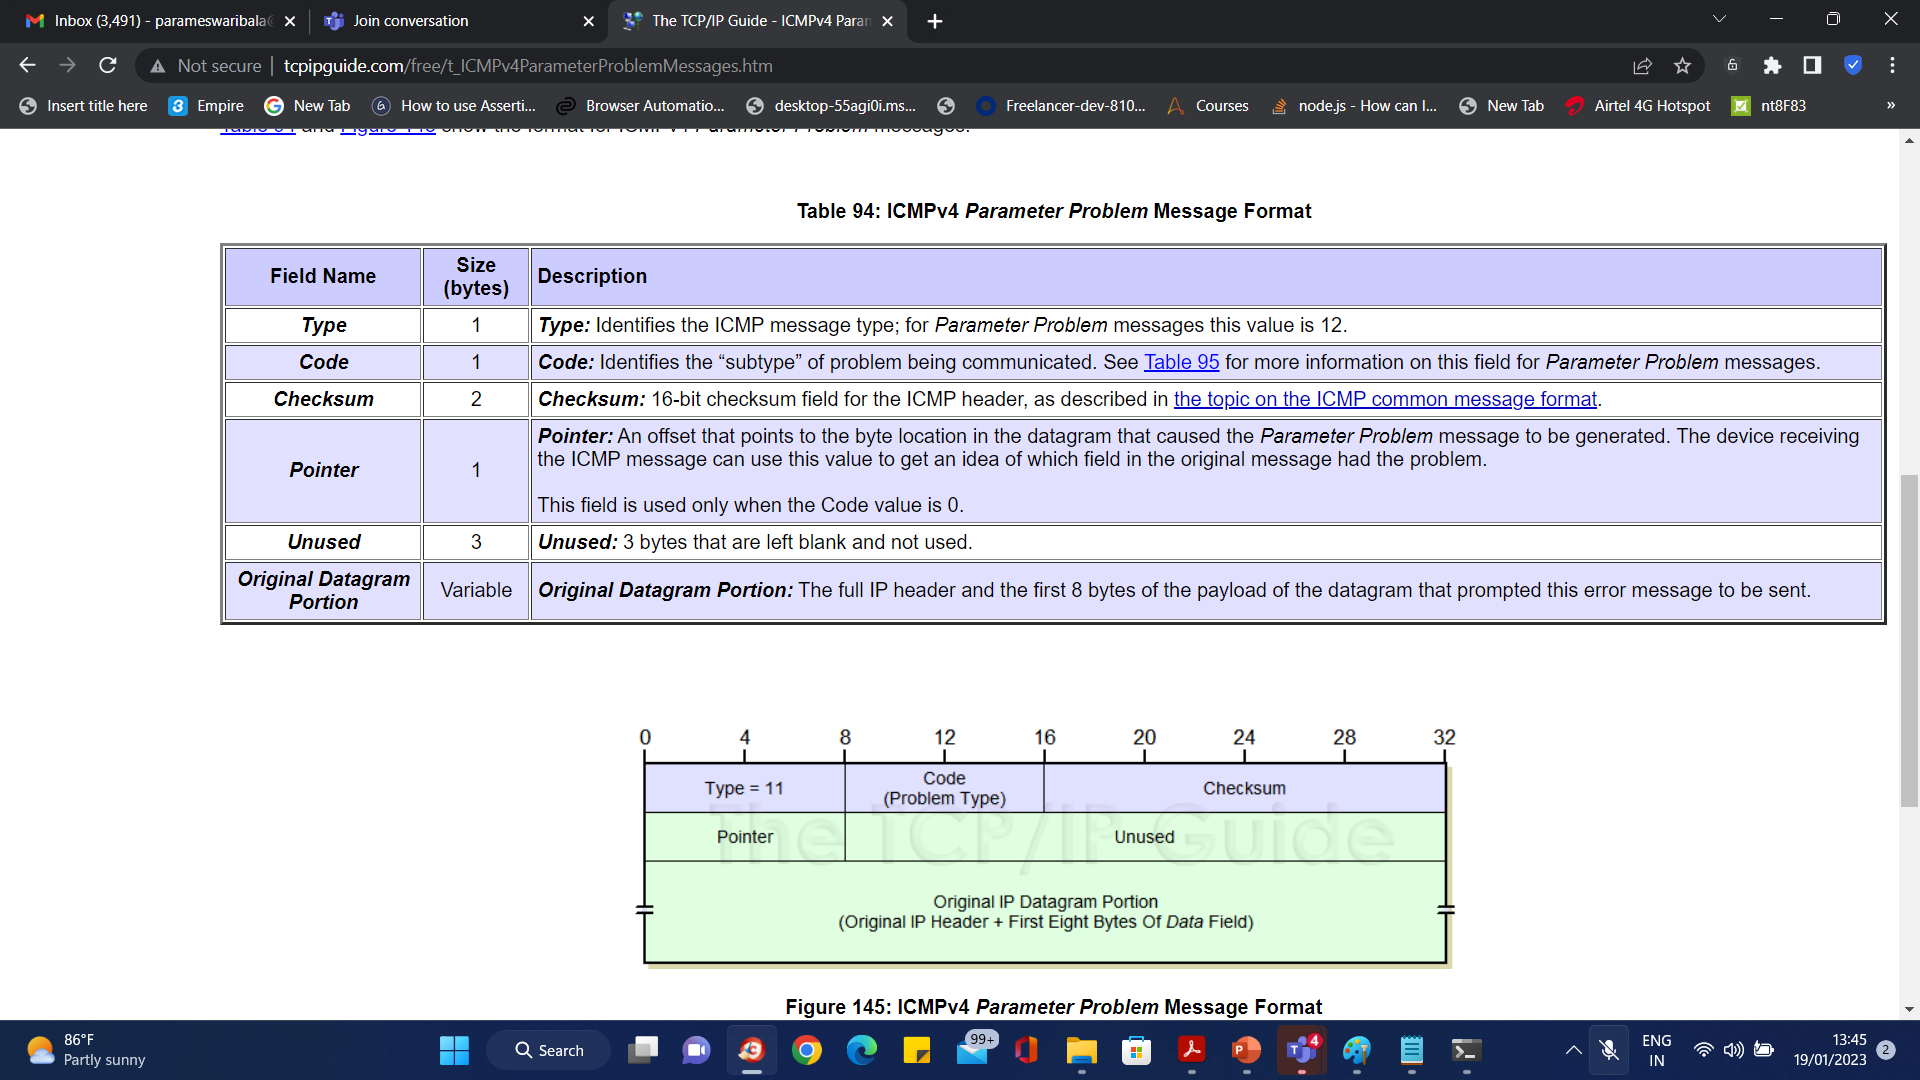 Inbox (3,491) - parameswaribala@
Join conversation
The TCP/IP Guide - ICMPv4 Param
Not secure | tcpipguide.com/free/t_ICMPv4ParameterProblemMessages.htm
Insert title here
Empire
New Tab
How to use Asserti...
Browser Automatio...
desktop-55agi0i.ms...
Freelancer-dev-810...
Courses
node.js - How can I...
New Tab
Airtel 4G Hotspot
nt8F83
»
Table 94: ICMPv4 Parameter Problem Message Format
Field Name
Size
(bytes)
Description
Type
1
Type: Identifies the ICMP message type; for Parameter Problem messages this value is 12.
Code
1
Code: Identifies the “subtype” of problem being communicated. See Table 95 for more information on this field for Parameter Problem messages.
Checksum
2
Checksum: 16-bit checksum field for the ICMP header, as described in the topic on the ICMP common message format.
Pointer
1
Pointer: An offset that points to the byte location in the datagram that caused the Parameter Problem message to be generated. The device receiving
the ICMP message can use this value to get an idea of which field in the original message had the problem.
This field is used only when the Code value is 0.
Unused
3
Unused: 3 bytes that are left blank and not used.
Original Datagram
Portion
Variable
Original Datagram Portion: The full IP header and the first 8 bytes of the payload of the datagram that prompted this error message to be sent.
0 4 8 12 16 20 24 28 32
Type = 11
Code
(Problem Type)
Checksum
The TCP/IP Guide
Pointer
Unused
Original IP Datagram Portion
(Original IP Header + First Eight Bytes Of Data Field)
Figure 145: ICMPv4 Parameter Problem Message Format
86°F
Partly sunny
Search
99+
4
ENG
IN
13:45
19/01/2023
2